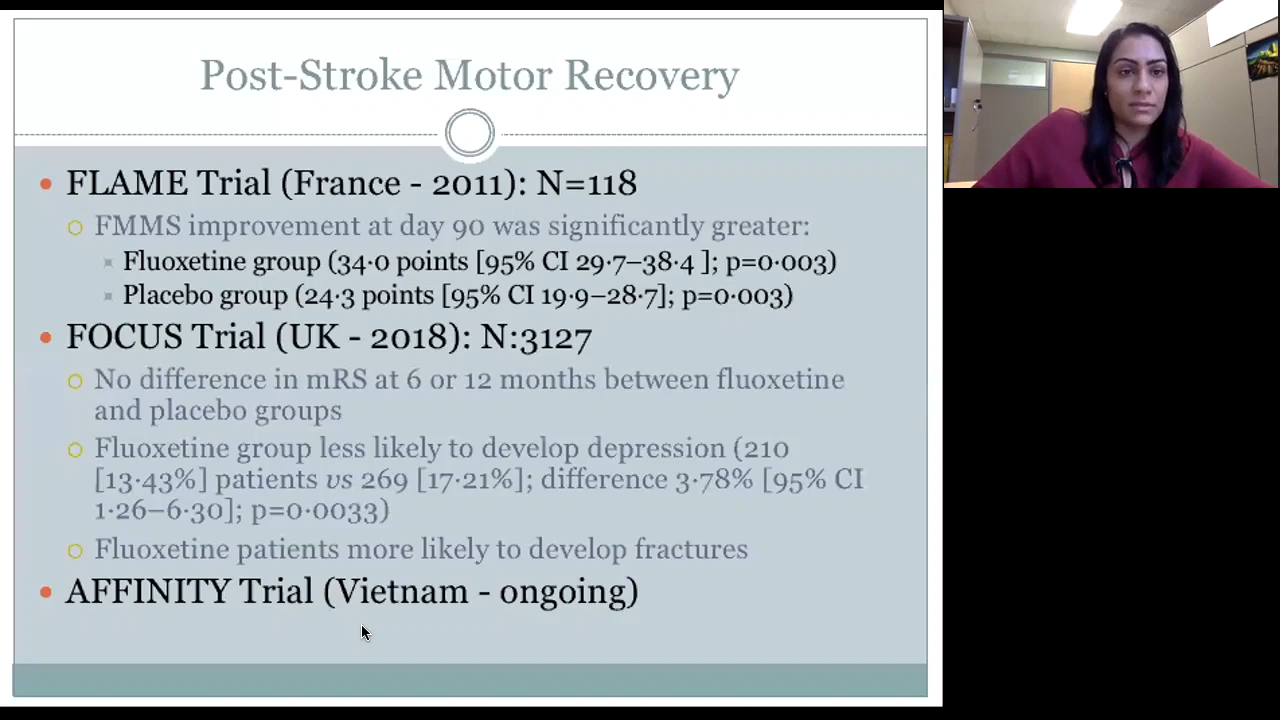 Post-Stroke Motor Recovery
FLAME Trial (France - 2011): N=118
FMMS improvement at day 90 was significantly greater:
Fluoxetine group (34·0 points [95% CI 29·7–38·4 ]; p=0·003)
Placebo group (24·3 points [95% CI 19·9–28·7]; p=0·003)
FOCUS Trial (UK - 2018): N:3127
No difference in mRS at 6 or 12 months between fluoxetine
and placebo groups
Fluoxetine group less likely to develop depression (210
[13·43%] patients vs 269 [17·21%]; difference 3·78% [95% CI
1·26–6·30]; p=0·0033)
Fluoxetine patients more likely to develop fractures
AFFINITY Trial (Vietnam - ongoing)